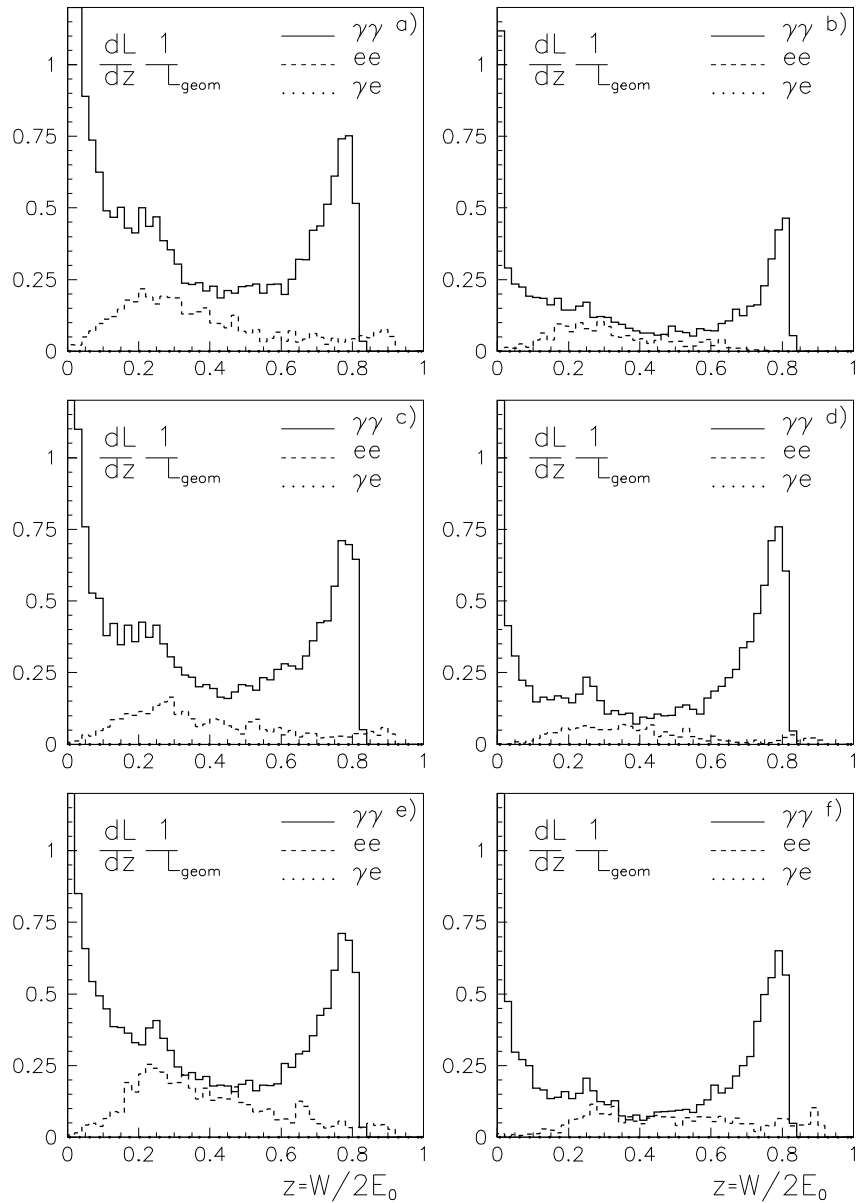 dL 1 γγ a)
dz L_geom ee
γe
1
0.75
0.5
0.25
0
0 0.2 0.4 0.6 0.8 1
dL 1 γγ b)
dz L_geom ee
γe
1
0.75
0.5
0.25
0
0 0.2 0.4 0.6 0.8 1
dL 1 γγ c)
dz L_geom ee
γe
1
0.75
0.5
0.25
0
0 0.2 0.4 0.6 0.8 1
dL 1 γγ d)
dz L_geom ee
γe
1
0.75
0.5
0.25
0
0 0.2 0.4 0.6 0.8 1
dL 1 γγ e)
dz L_geom ee
γe
1
0.75
0.5
0.25
0
0 0.2 0.4 0.6 0.8 1
z=W/2E₀
dL 1 γγ f)
dz L_geom ee
γe
1
0.75
0.5
0.25
0
0 0.2 0.4 0.6 0.8 1
z=W/2E₀